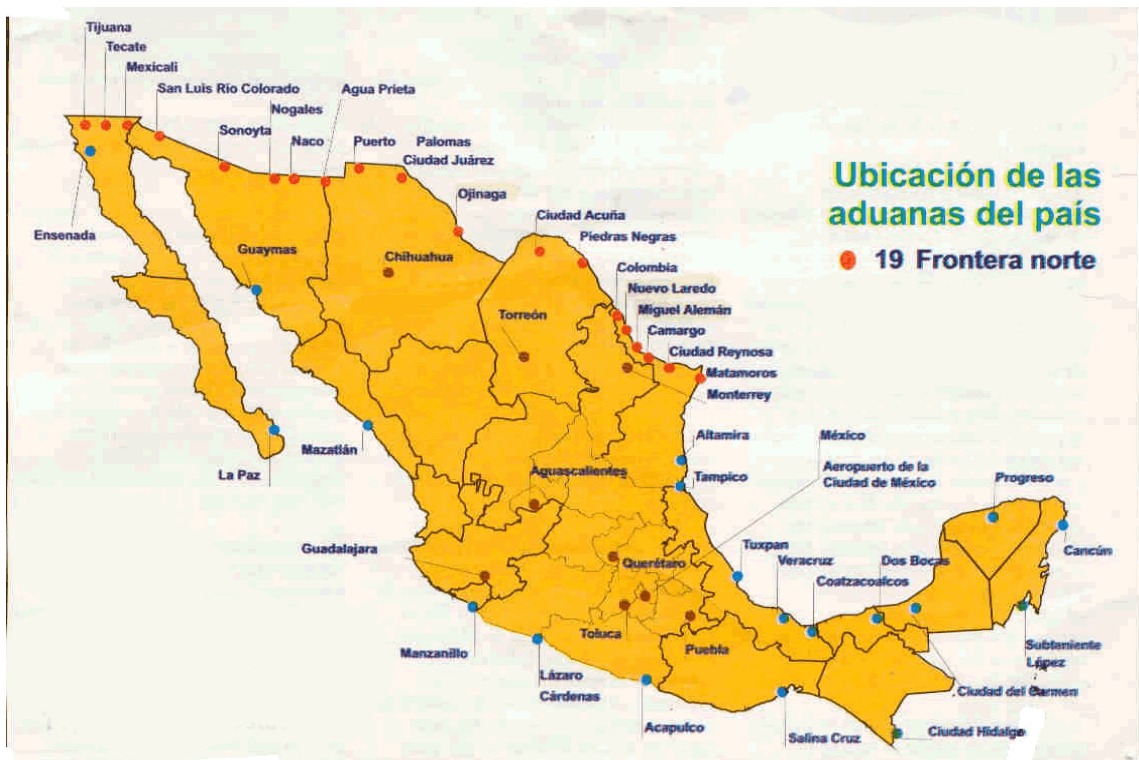 Tijuana
Tecate
Mexicali
San Luis Río Colorado
Agua Prieta
Nogales
Sonoyta
Naco
Puerto Palomas
Ciudad Juárez
Ojinaga
Ciudad Acuña
Piedras Negras
Ubicación de las
aduanas del país
19 Frontera norte
Ensenada
Guaymas
Chihuahua
Colombia
Nuevo Laredo
Miguel Alemán
Torreón
Camargo
Ciudad Reynosa
Matamoros
Monterrey
La Paz
Mazatlán
Altamira
México
Aguascalientes
Tampico
Aeropuerto de la
Ciudad de México
Progreso
Guadalajara
Querétaro
Tuxpan
Veracruz
Dos Bocas
Cancún
Coatzacoalcos
Manzanillo
Toluca
Puebla
Subteniente
López
Lázaro
Cárdenas
Ciudad del Carmen
Acapulco
Salina Cruz
Ciudad Hidalgo